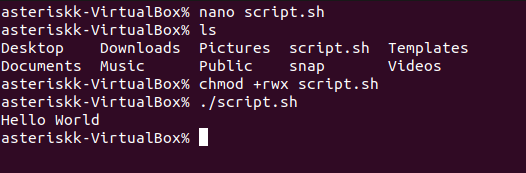 asteriskk-VirtualBox% nano script.sh
asteriskk-VirtualBox% ls
Desktop    Downloads  Pictures  script.sh  Templates
Documents  Music      Public    snap       Videos
asteriskk-VirtualBox% chmod +rwx script.sh
asteriskk-VirtualBox% ./script.sh
Hello World
asteriskk-VirtualBox%